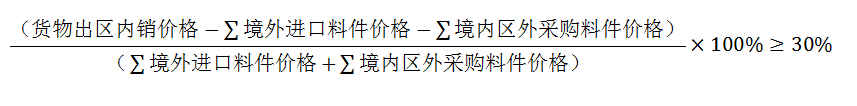 （货物出区内销价格－∑境外进口料件价格－∑境内区外采购料件价格）
（∑境外进口料件价格+∑境内区外采购料件价格）
× 100% ≥ 30%